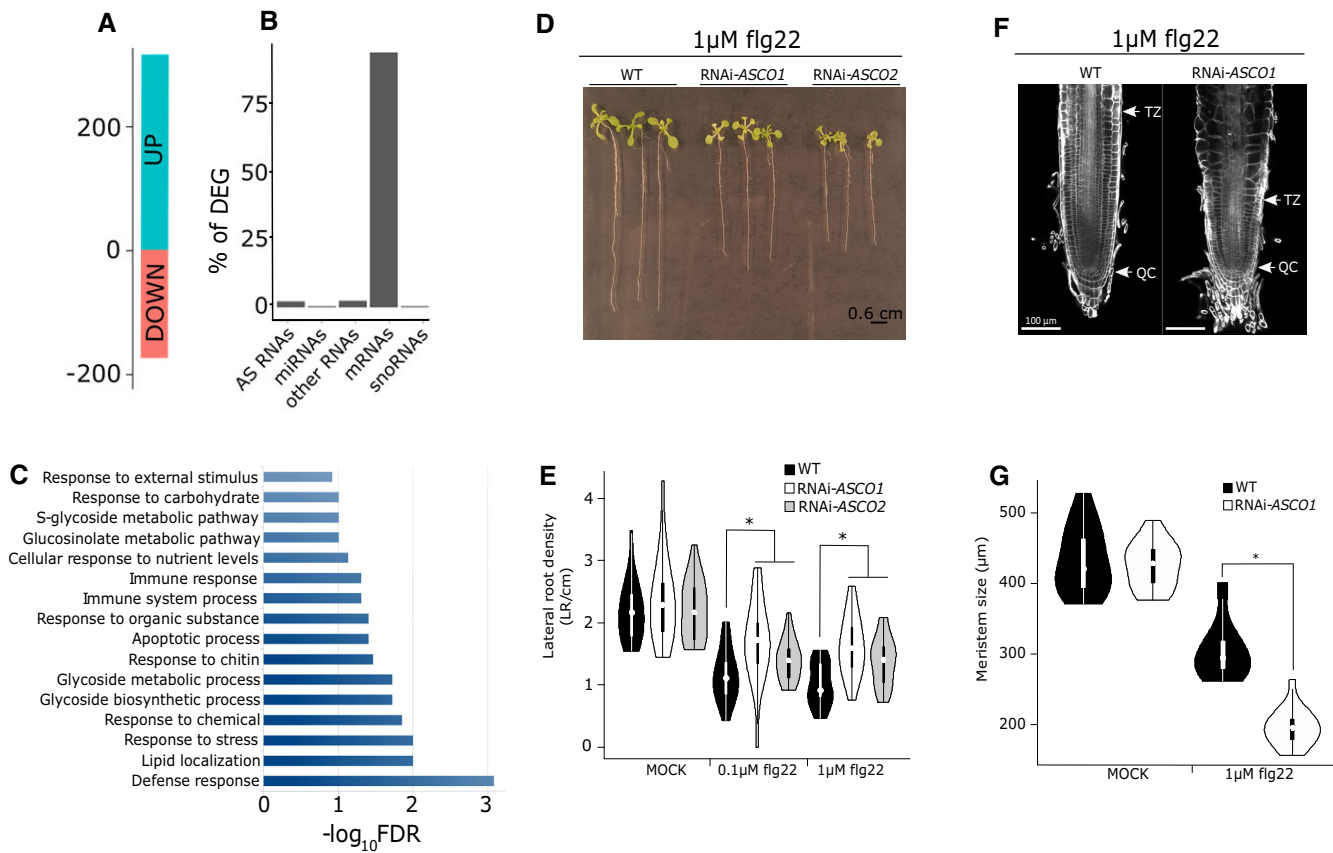 A
200
0
-200
UP
DOWN
B
% of DEG
75
50
25
0
AS RNAs
miRNAs
other RNAs
mRNAs
snoRNAs
C
Response to external stimulus
Response to carbohydrate
S-glycoside metabolic pathway
Glucosinolate metabolic pathway
Cellular response to nutrient levels
Immune response
Immune system process
Response to organic substance
Apoptotic process
Response to chitin
Glycoside metabolic process
Glycoside biosynthetic process
Response to chemical
Response to stress
Lipid localization
Defense response
0 1 2 3
-log10FDR
D
1µM flg22
WT RNAi-ASCO1 RNAi-ASCO2
0.6 cm
E
WT
RNAi-ASCO1
RNAi-ASCO2
Lateral root density
(LR/cm)
4
3
2
1
0
* *
MOCK 0.1µM flg22 1µM flg22
F
1µM flg22
WT RNAi-ASCO1
TZ
TZ
QC
QC
100 µm
G
WT
RNAi-ASCO1
Meristem size (µm)
500
400
300
200
*
MOCK 1µM flg22